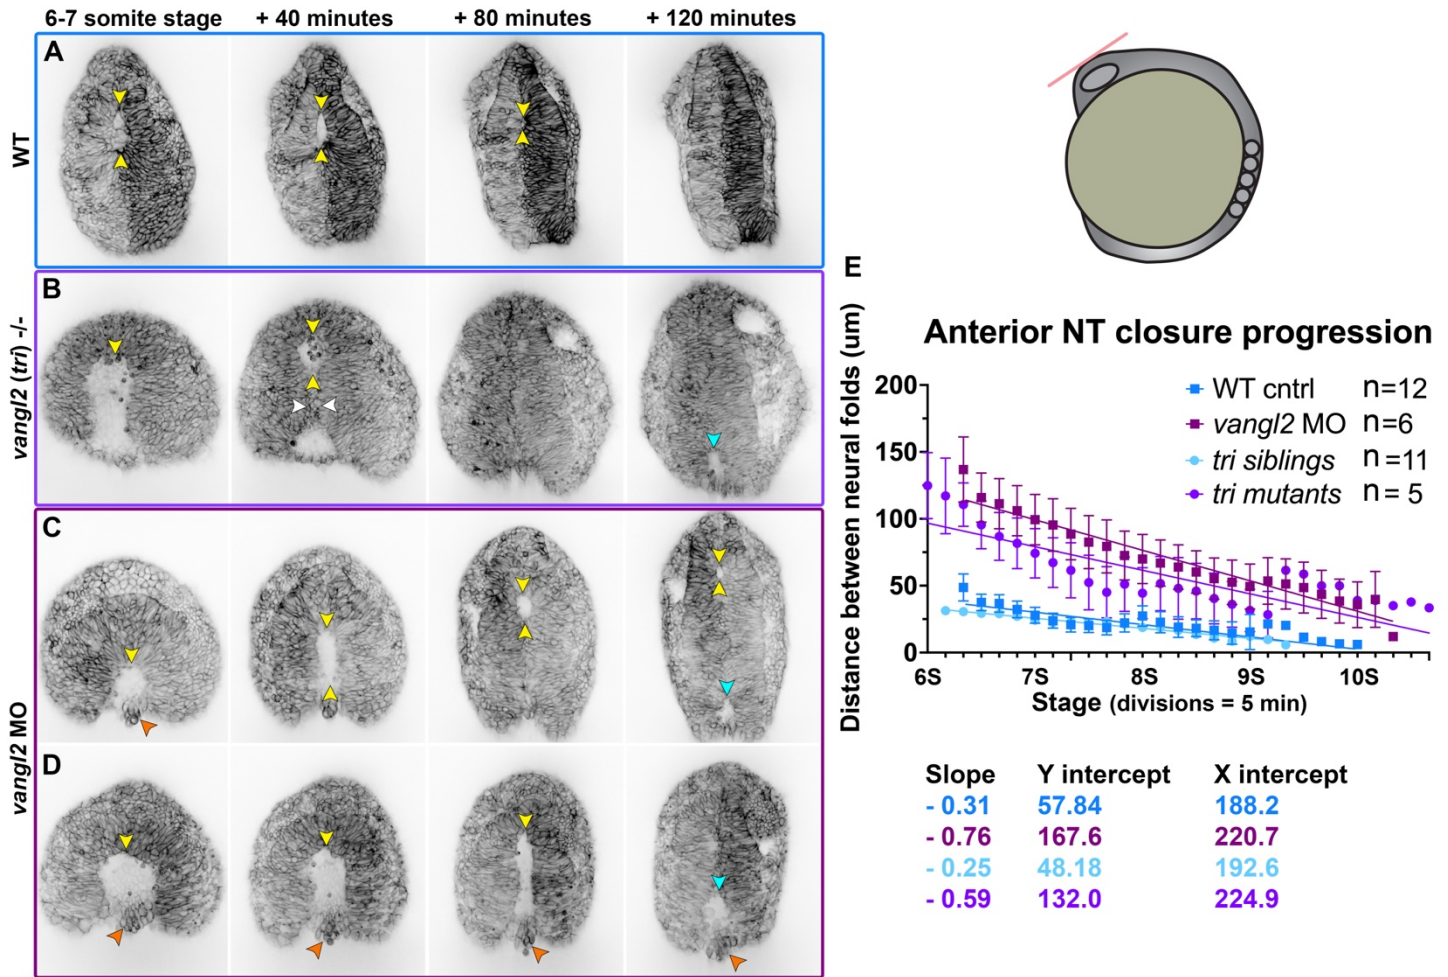 6-7 somite stage + 40 minutes + 80 minutes + 120 minutes
A
WT
B
vangl2 (tri) -/-
C
vangl2 MO
D
E
Anterior NT closure progression
Distance between neural folds (um)
200
150
100
50
0
WT cntrl n=12
vangl2 MO n=6
tri siblings n=11
tri mutants n= 5
6S 7S 8S 9S 10S
Stage (divisions = 5 min)
Slope Y intercept X intercept
- 0.31 57.84 188.2
- 0.76 167.6 220.7
- 0.25 48.18 192.6
- 0.59 132.0 224.9